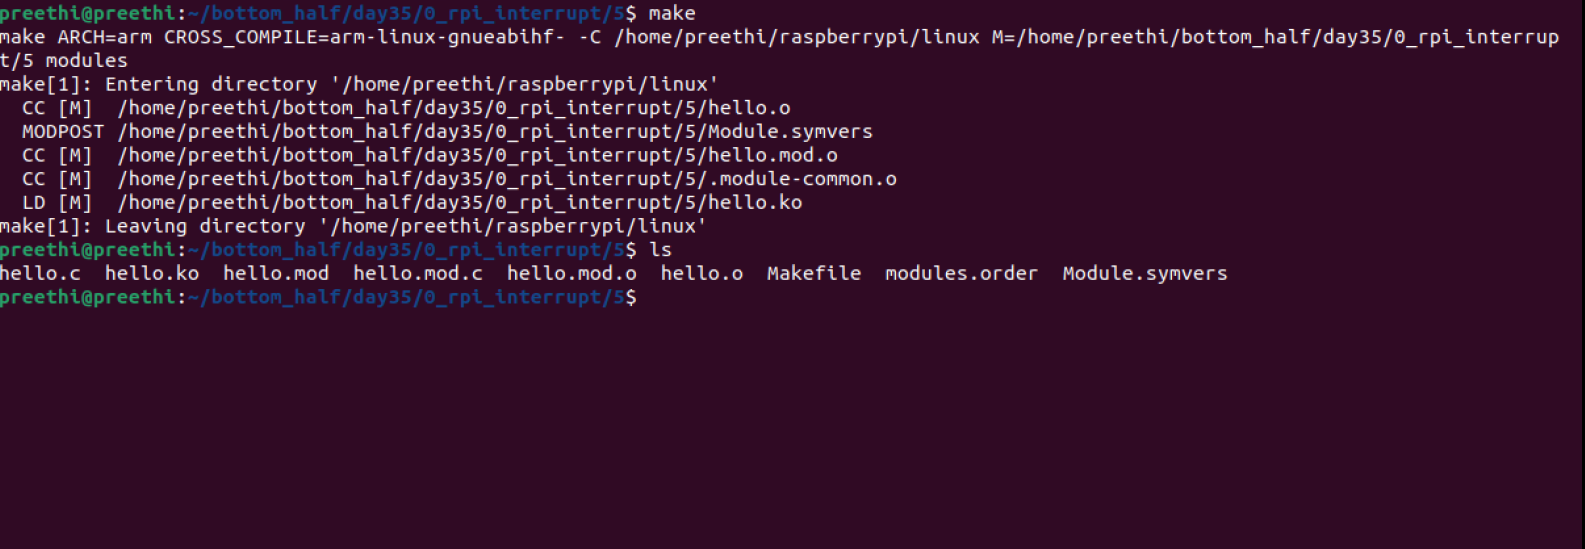 preethi@preethi:~/bottom_half/day35/0_rpi_interrupt/5$ make
make ARCH=arm CROSS_COMPILE=arm-linux-gnueabihf- -C /home/preethi/raspberrypi/linux M=/home/preethi/bottom_half/day35/0_rpi_interrup
t/5 modules
make[1]: Entering directory '/home/preethi/raspberrypi/linux'
  CC [M]  /home/preethi/bottom_half/day35/0_rpi_interrupt/5/hello.o
  MODPOST /home/preethi/bottom_half/day35/0_rpi_interrupt/5/Module.symvers
  CC [M]  /home/preethi/bottom_half/day35/0_rpi_interrupt/5/hello.mod.o
  CC [M]  /home/preethi/bottom_half/day35/0_rpi_interrupt/5/.module-common.o
  LD [M]  /home/preethi/bottom_half/day35/0_rpi_interrupt/5/hello.ko
make[1]: Leaving directory '/home/preethi/raspberrypi/linux'
preethi@preethi:~/bottom_half/day35/0_rpi_interrupt/5$ ls
hello.c  hello.ko  hello.mod  hello.mod.c  hello.mod.o  hello.o  Makefile  modules.order  Module.symvers
preethi@preethi:~/bottom_half/day35/0_rpi_interrupt/5$